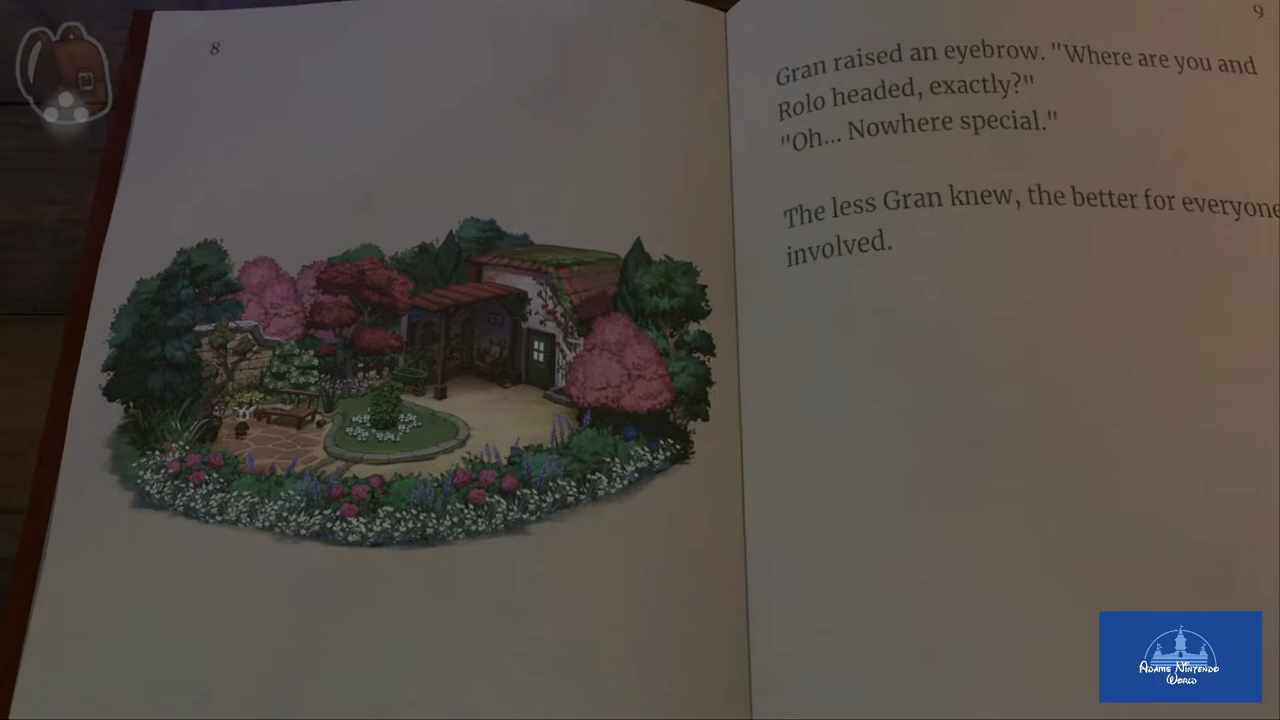 8
9
Gran raised an eyebrow. "Where are you and
Rolo headed, exactly?"
"Oh... Nowhere special."
The less Gran knew, the better for everyone
involved.
Adams Nintendo
World